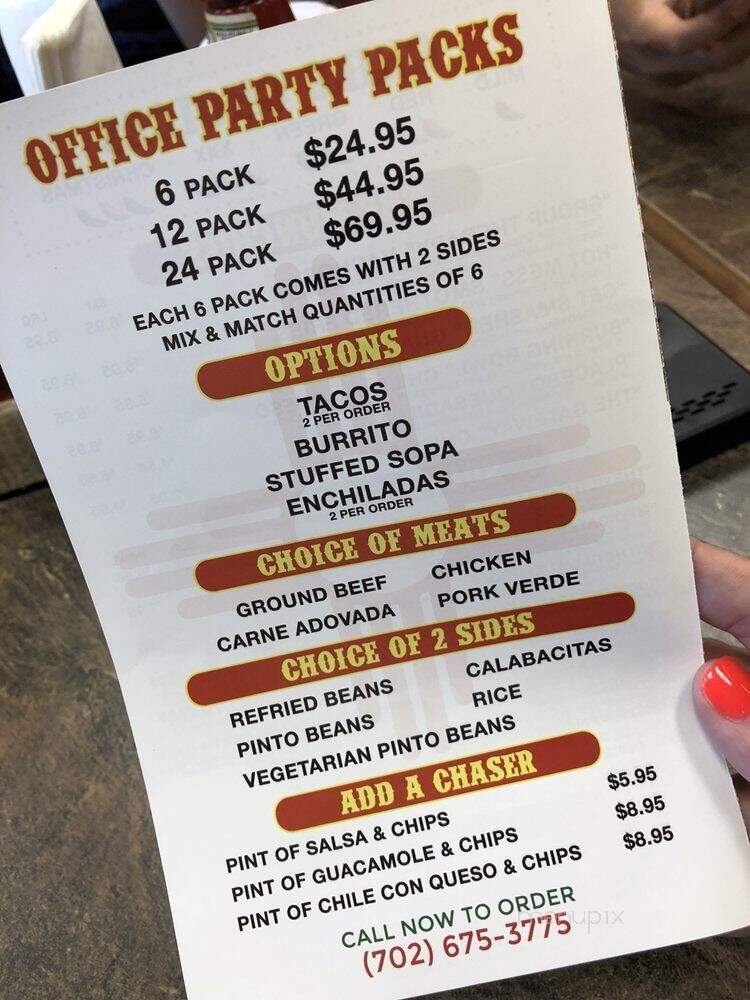 OFFICE PARTY PACKS
6 PACK $24.95
12 PACK $44.95
24 PACK $69.95
EACH 6 PACK COMES WITH 2 SIDES
MIX & MATCH QUANTITIES OF 6
OPTIONS
TACOS
2 PER ORDER
BURRITO
STUFFED SOPA
ENCHILADAS
2 PER ORDER
CHOICE OF MEATS
GROUND BEEF CHICKEN
CARNE ADOVADA PORK VERDE
CHOICE OF 2 SIDES
REFRIED BEANS CALABACITAS
PINTO BEANS RICE
VEGETARIAN PINTO BEANS
ADD A CHASER
PINT OF SALSA & CHIPS $5.95
PINT OF GUACAMOLE & CHIPS $8.95
PINT OF CHILE CON QUESO & CHIPS $8.95
CALL NOW TO ORDER
(702) 675-3775
menupix